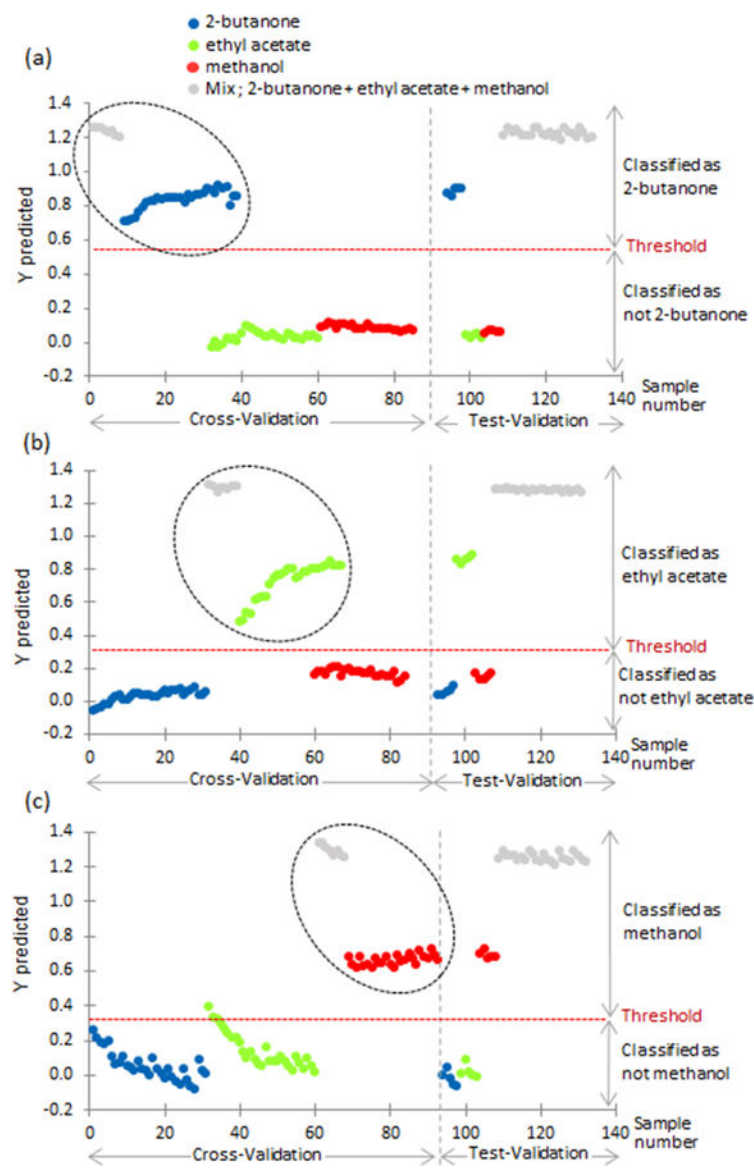 2-butanone
ethyl acetate
methanol
Mix ; 2-butanone + ethyl acetate + methanol
(a)
Y predicted
1.4
1.2
1.0
0.8
0.6
0.4
0.2
0.0
-0.2
0 20 40 60 80 100 120 140
Classified as
2-butanone
Threshold
Classified as
not 2-butanone
Sample
number
Cross-Validation
Test-Validation
(b)
Y predicted
1.4
1.2
1.0
0.8
0.6
0.4
0.2
0.0
-0.2
0 20 40 60 80 100 120 140
Classified as
ethyl acetate
Threshold
Classified as
not ethyl acetate
Sample
number
Cross-Validation
Test-Validation
(c)
Y predicted
1.4
1.2
1.0
0.8
0.6
0.4
0.2
0.0
-0.2
0 20 40 60 80 100 120 140
Classified as
methanol
Threshold
Classified as
not methanol
Sample
number
Cross-Validation
Test-Validation